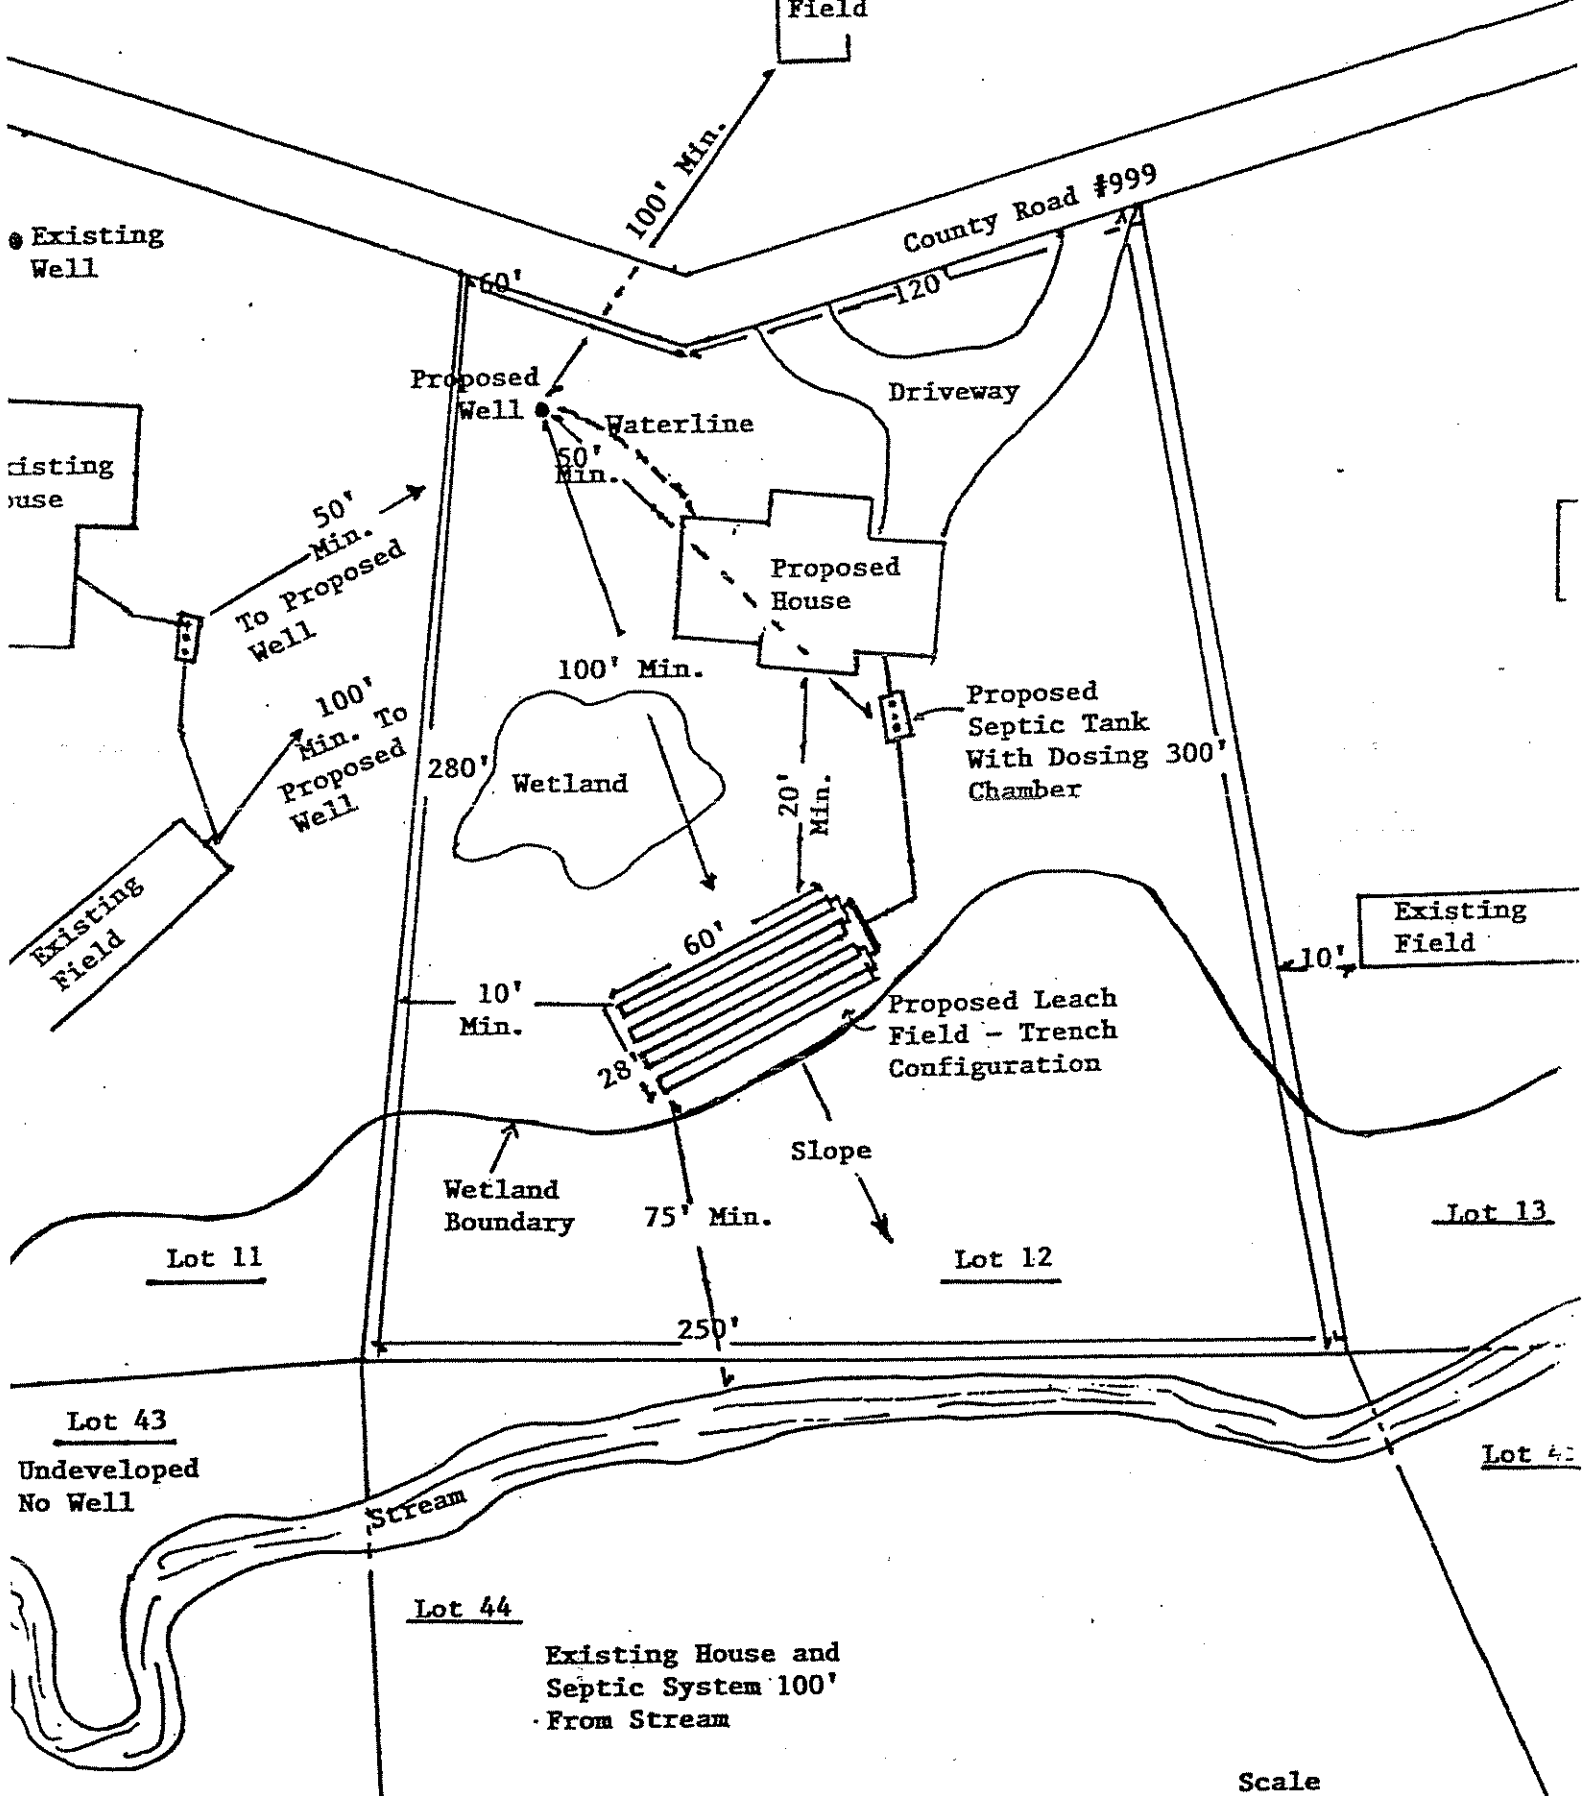 Field
100' Min.
County Road #999
Existing
Well
60'
120
Proposed
Well
Waterline
Driveway
50'
Min.
50'
Min.
To Proposed
Well
Proposed
House
100' Min.
100'
Min. To
Proposed
Well
Proposed
Septic Tank
With Dosing
Chamber
300'
280'
Wetland
20'
Min.
Existing
Field
60'
Existing
Field
10'
10'
Min.
Proposed Leach
Field - Trench
Configuration
28'
Slope
Wetland
Boundary
75' Min.
Lot 13
Lot 11
Lot 12
250'
Lot 43
Undeveloped
No Well
Lot
Stream
Lot 44
Existing House and
Septic System 100'
From Stream
Scale